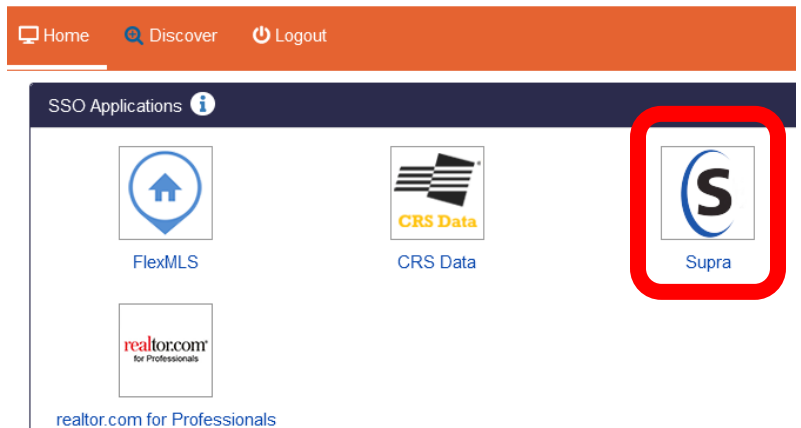 Home Discover Logout
SSO Applications i
CRS Data
S
FlexMLS CRS Data Supra
realtor.com®
for Professionals
realtor.com for Professionals